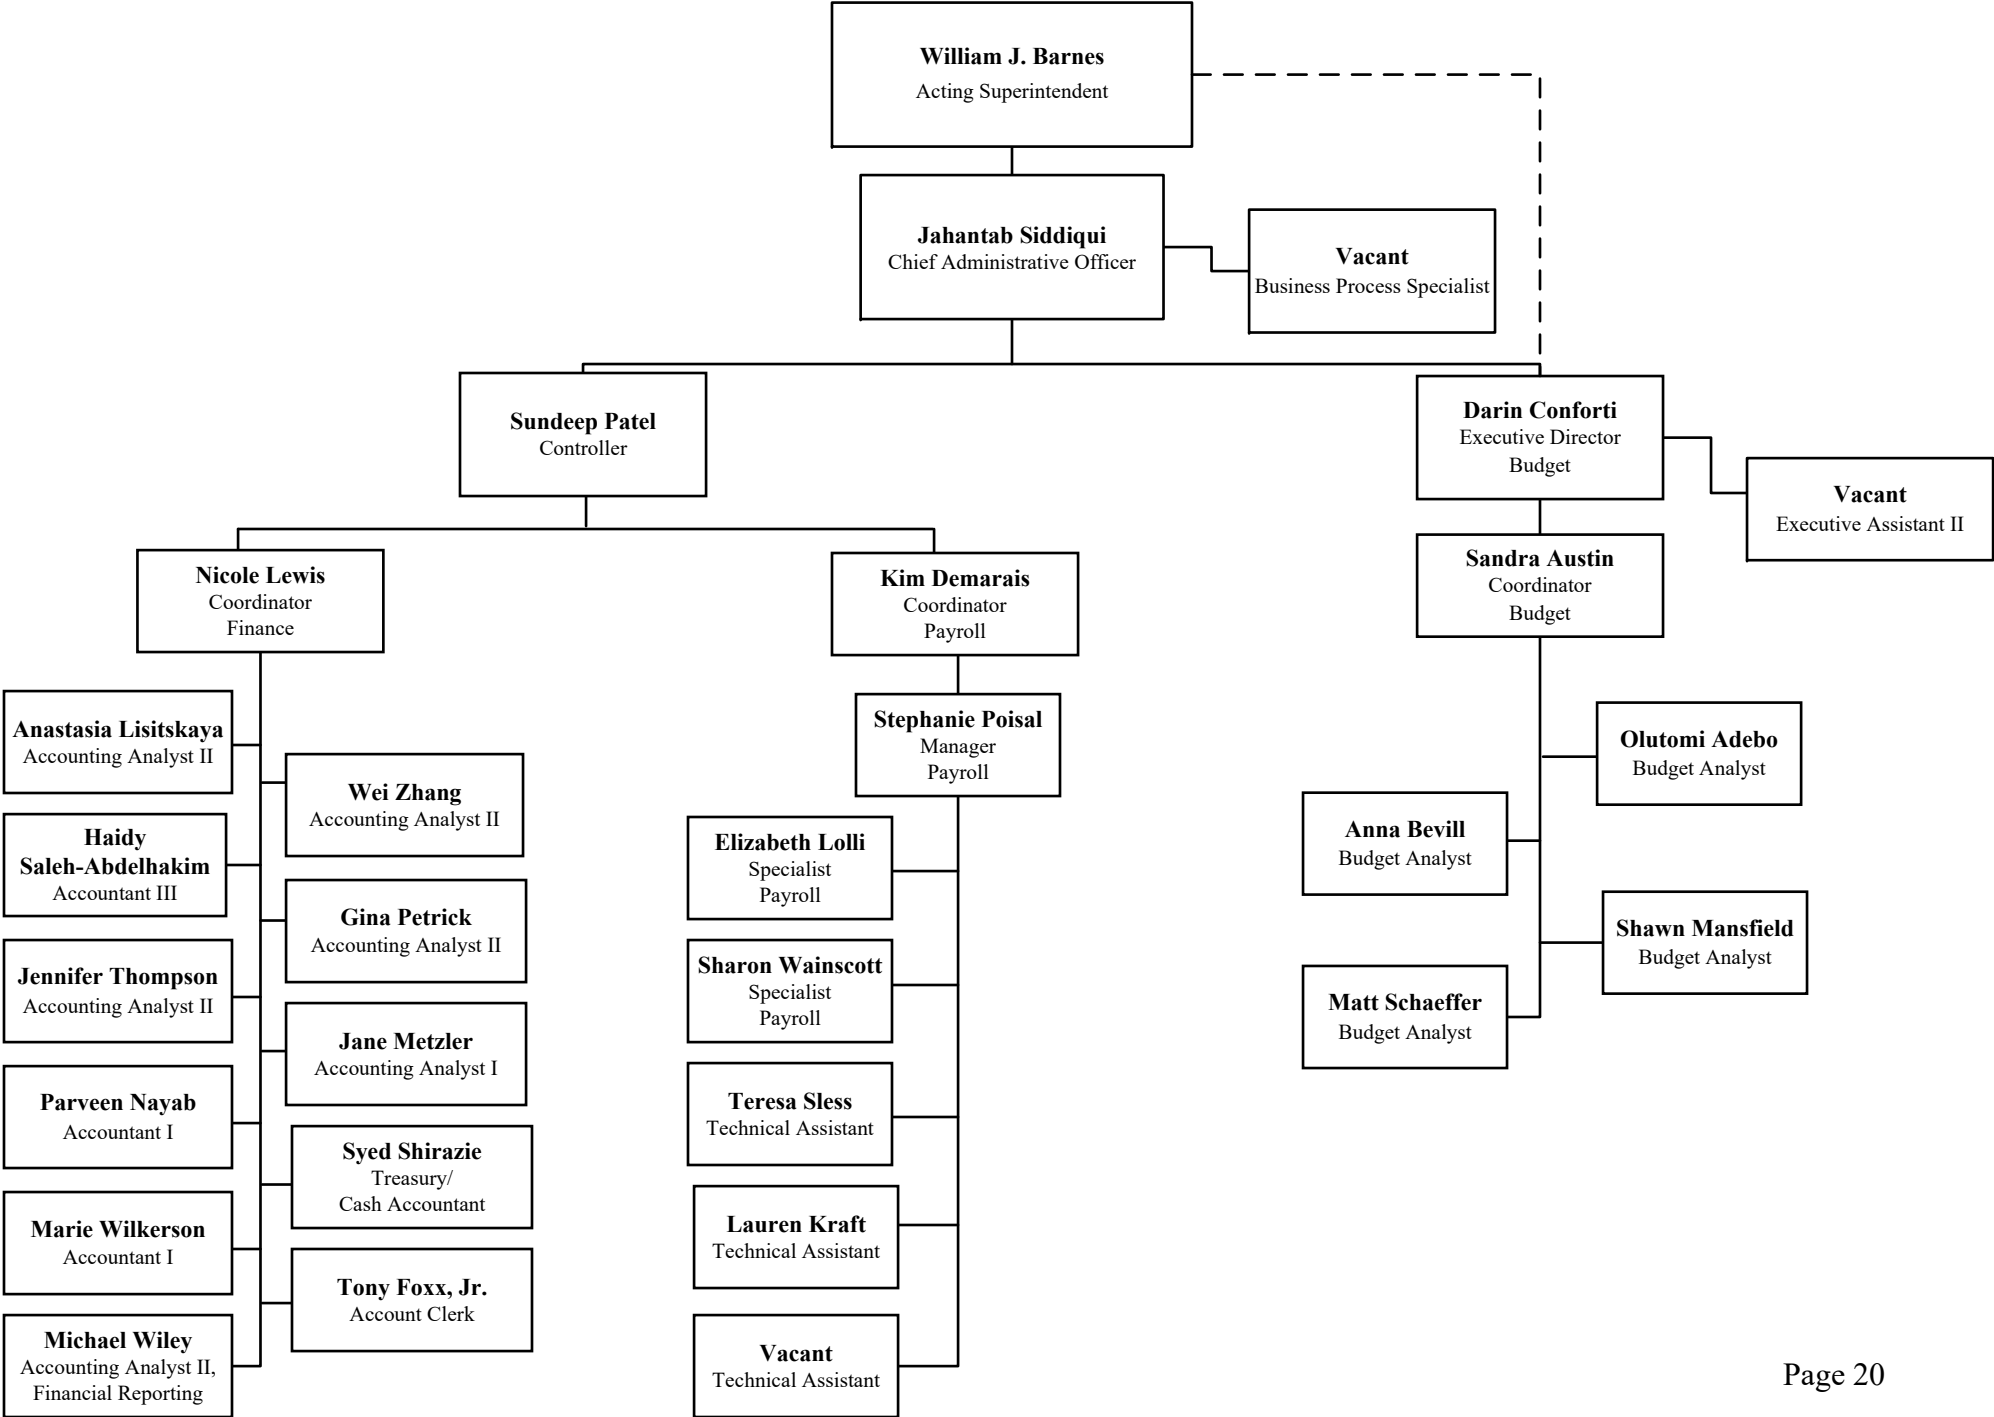 William J. Barnes
Acting Superintendent
Jahantab Siddiqui
Chief Administrative Officer
Vacant
Business Process Specialist
Sundeep Patel
Controller
Darin Conforti
Executive Director
Budget
Vacant
Executive Assistant II
Nicole Lewis
Coordinator
Finance
Kim Demarais
Coordinator
Payroll
Sandra Austin
Coordinator
Budget
Anastasia Lisitskaya
Accounting Analyst II
Wei Zhang
Accounting Analyst II
Haidy
Saleh-Abdelhakim
Accountant III
Gina Petrick
Accounting Analyst II
Jennifer Thompson
Accounting Analyst II
Jane Metzler
Accounting Analyst I
Parveen Nayab
Accountant I
Syed Shirazie
Treasury/
Cash Accountant
Marie Wilkerson
Accountant I
Tony Foxx, Jr.
Account Clerk
Michael Wiley
Accounting Analyst II,
Financial Reporting
Stephanie Poisal
Manager
Payroll
Elizabeth Lolli
Specialist
Payroll
Sharon Wainscott
Specialist
Payroll
Teresa Sless
Technical Assistant
Lauren Kraft
Technical Assistant
Vacant
Technical Assistant
Olutomi Adebo
Budget Analyst
Anna Bevill
Budget Analyst
Shawn Mansfield
Budget Analyst
Matt Schaeffer
Budget Analyst
Page 20